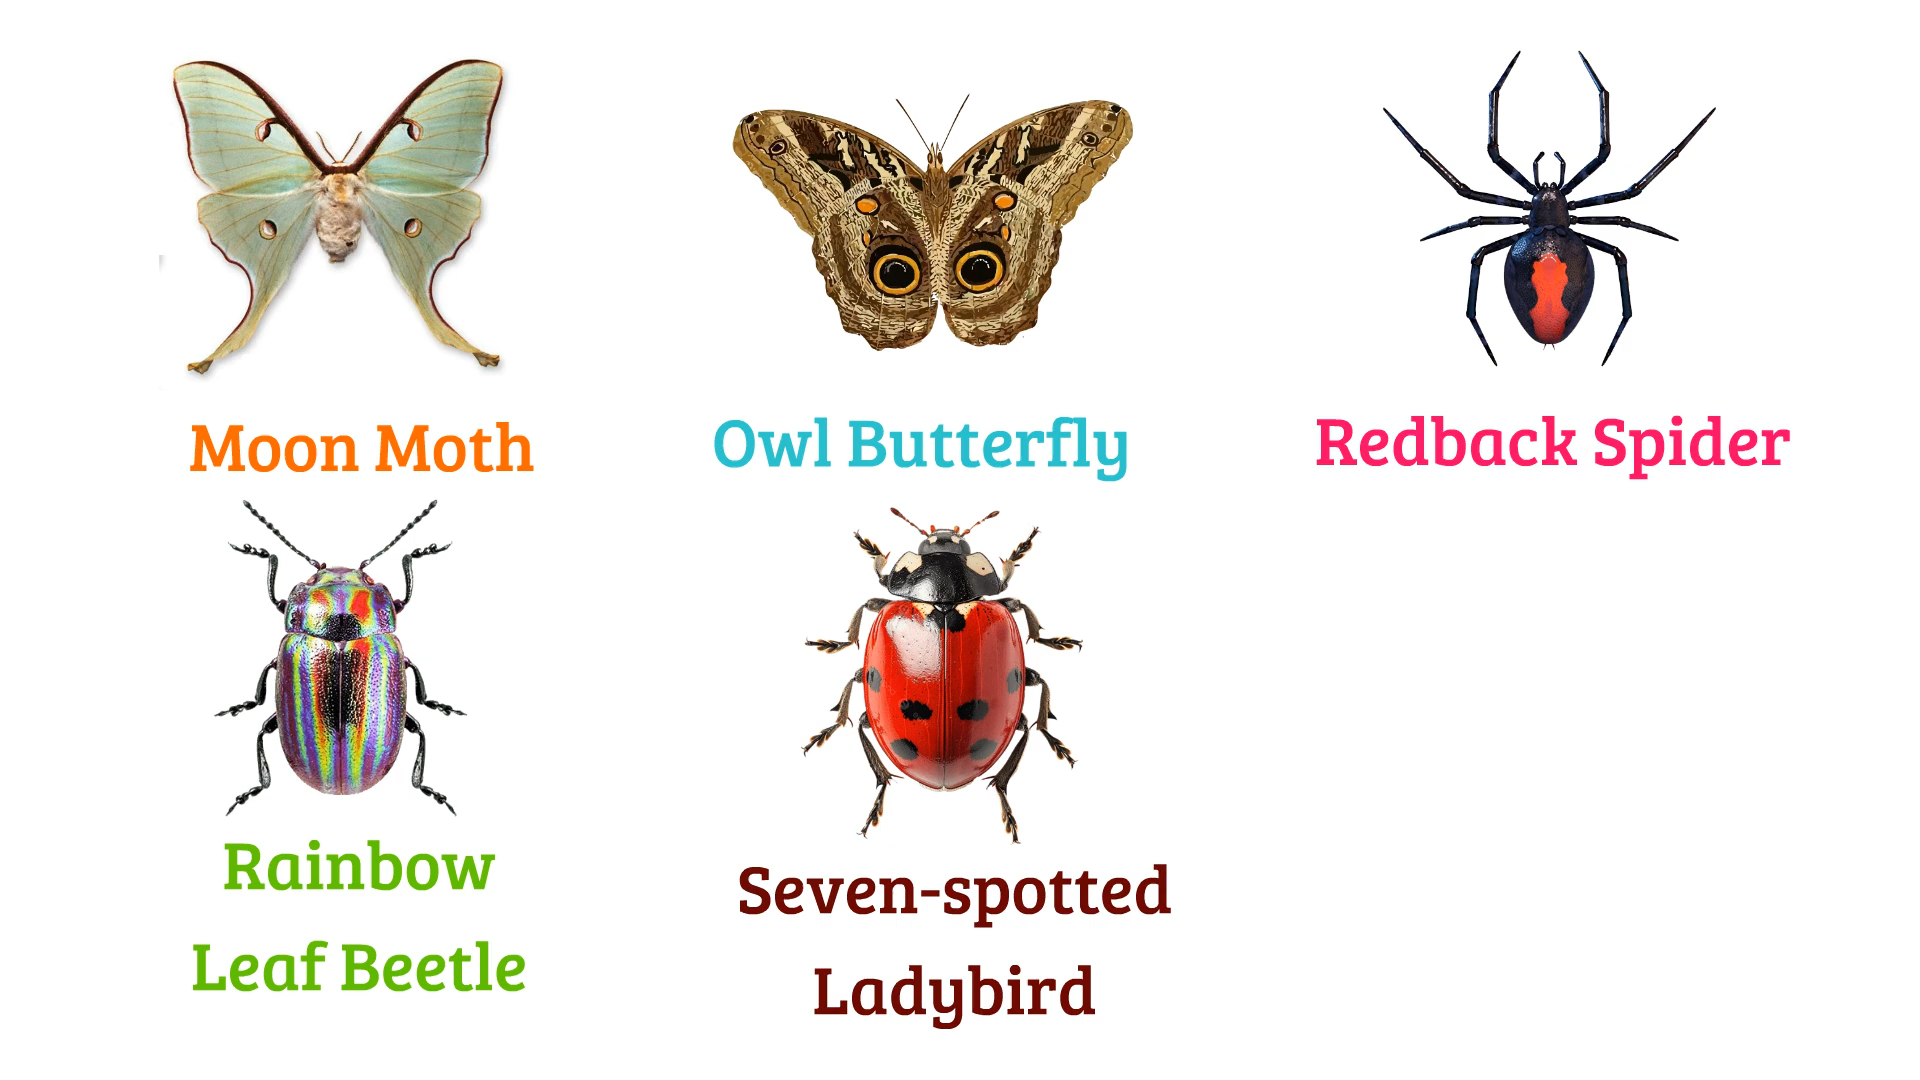 Moon Moth
Owl Butterfly
Redback Spider
Rainbow
Leaf Beetle
Seven-spotted
Ladybird